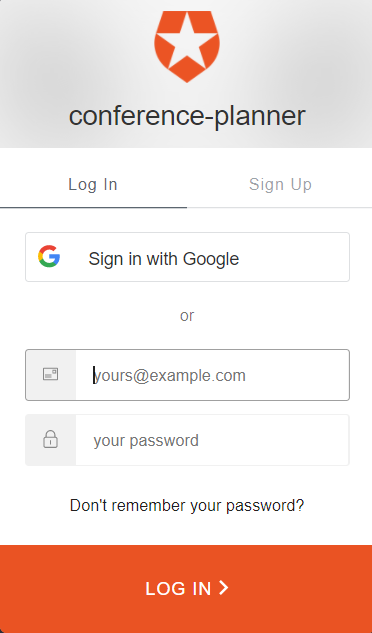 conference-planner
Log In
Sign Up
Sign in with Google
or
yours@example.com
your password
Don't remember your password?
LOG IN